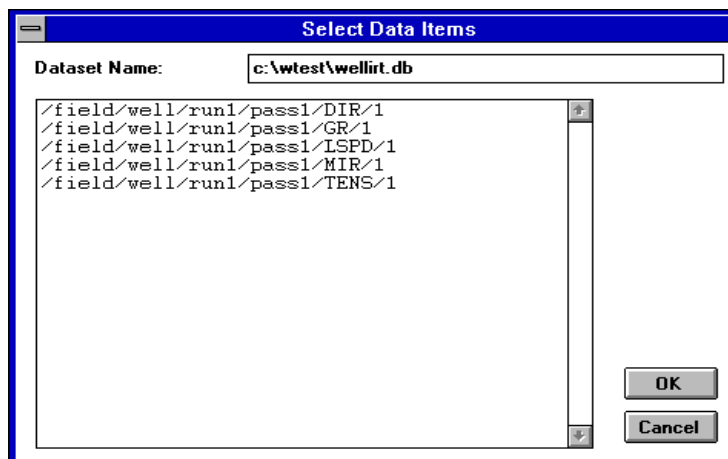 Select Data Items
Dataset Name: c:\wtest\wellirt.db
/field/well/run1/pass1/DIR/1
/field/well/run1/pass1/GR/1
/field/well/run1/pass1/LSPD/1
/field/well/run1/pass1/MIR/1
/field/well/run1/pass1/TENS/1
OK
Cancel